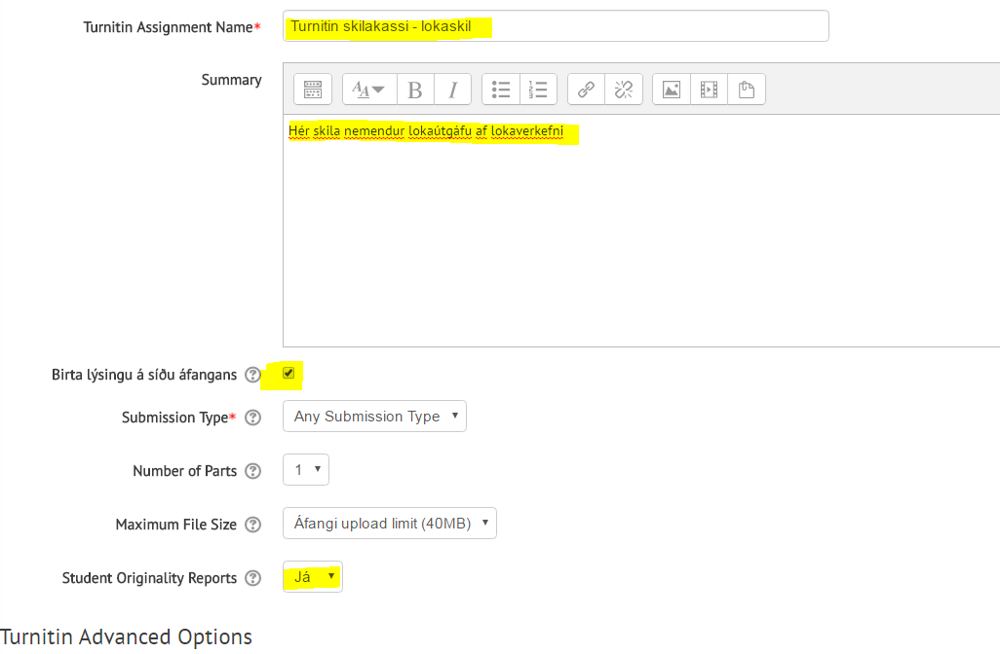 Turnitin Assignment Name* Turnitin skilakassi - lokaskil
Summary
Hér skila nemendur lokaútgáfu af lokaverkefni
Birta lýsingu á síðu áfangans
Submission Type* Any Submission Type
Number of Parts 1
Maximum File Size Áfangi upload limit (40MB)
Student Originality Reports Já
Turnitin Advanced Options